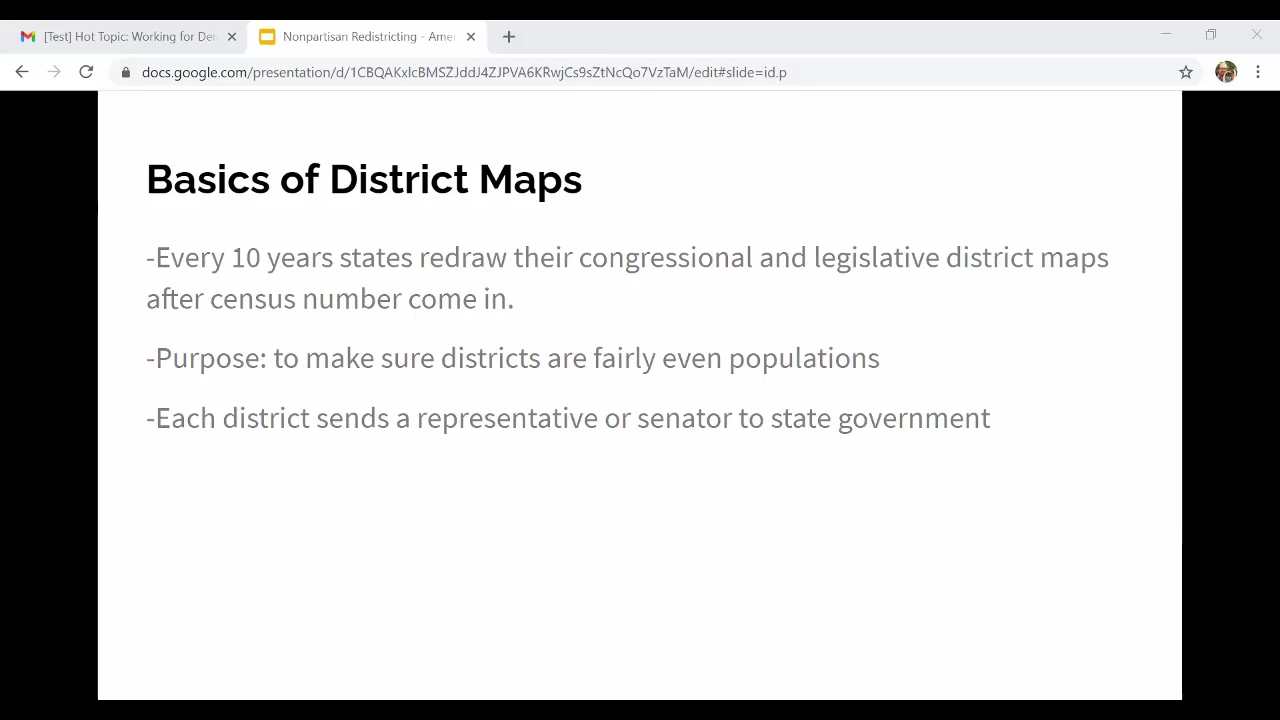 [Test] Hot Topic: Working for De
Nonpartisan Redistricting - Ame
docs.google.com/presentation/d/1CBQAKxlcBMSZJddJ4ZJPVA6KRwjCs9sZtNcQo7VzTaM/edit#slide=id.p
Basics of District Maps
-Every 10 years states redraw their congressional and legislative district maps
after census number come in.
-Purpose: to make sure districts are fairly even populations
-Each district sends a representative or senator to state government